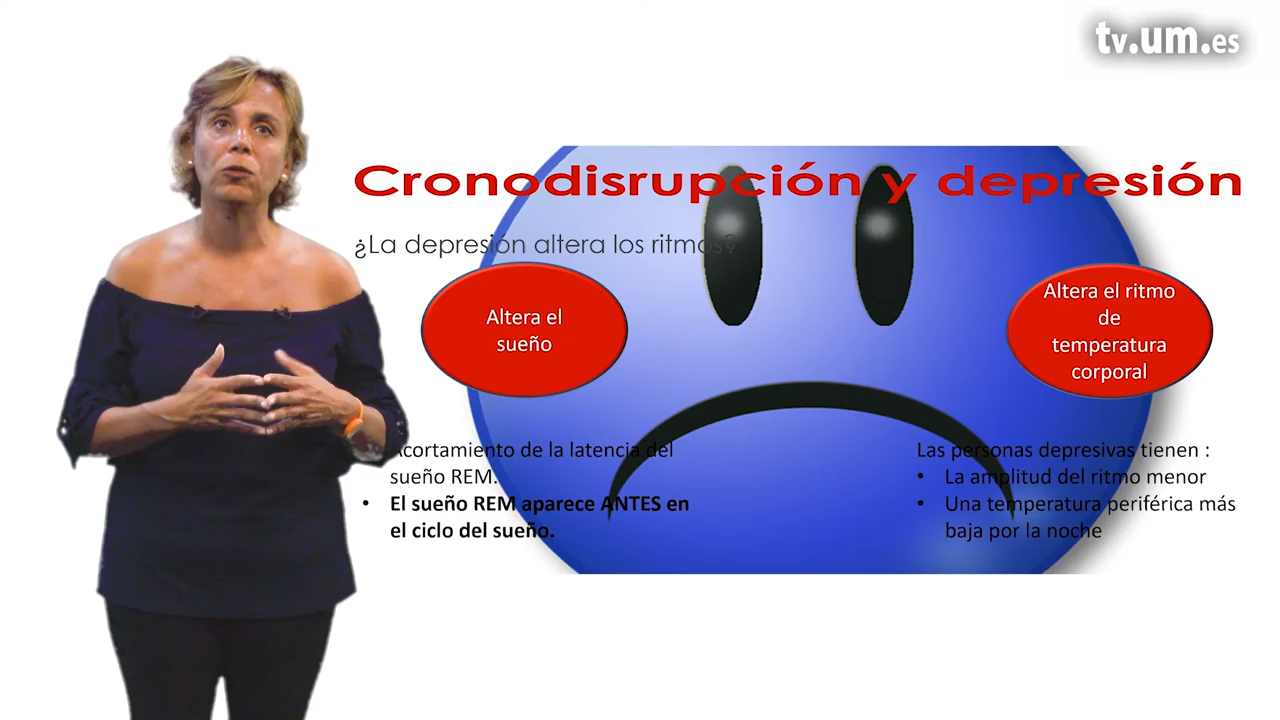 tv.um.es
Cronodisrupción y depresión
¿La depresión altera los ritmos?
Altera el
sueño
Altera el ritmo
de
temperatura
corporal
Acortamiento de la latencia del
sueño REM.
• El sueño REM aparece ANTES en
el ciclo del sueño.
Las personas depresivas tienen :
• La amplitud del ritmo menor
• Una temperatura periférica más
baja por la noche